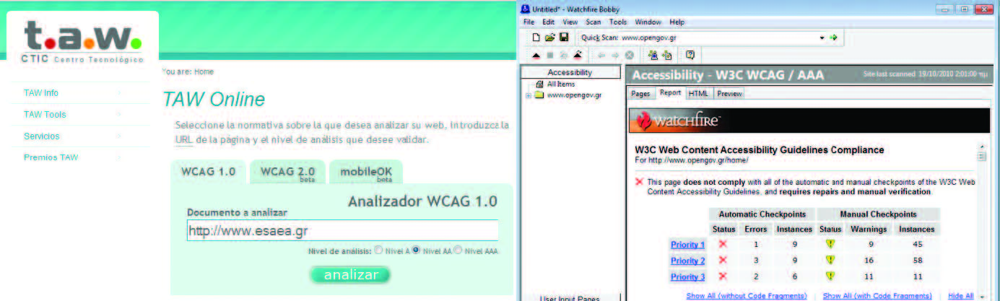 t.a.w.
CTIC Centro Tecnológico
TAW Info
TAW Tools
Servicios
Premios TAW
You are: Home
TAW Online
Seleccione la normativa sobre la que desea analizar su web, introduzca la
URL de la página y el nivel de análisis que desee validar.
WCAG 1.0
WCAG 2.0
beta
mobileOK
beta
Analizador WCAG 1.0
Documento a analizar
http://www.esaea.gr
Nivel de análisis: Nivel A Nivel AA Nivel AAA
analizar
Untitled* - Watchfire Bobby
File Edit View Scan Tools Window Help
Quick Scan: www.opengov.gr
Accessibility
All Items
www.opengov.gr
User Input Pages
Accessibility - W3C WCAG / AAA
Site last scanned 19/10/2010 2:01:00 πμ
Pages Report HTML Preview
WATCHFIRE
W3C Web Content Accessibility Guidelines Compliance
For http://www.opengov.gr/home/
This page does not comply with all of the automatic and manual checkpoints of the W3C Web
Content Accessibility Guidelines, and requires repairs and manual verification
Automatic Checkpoints Manual Checkpoints
Status Errors Instances Status Warnings Instances
Priority 1 1 9 9 45
Priority 2 3 9 16 58
Priority 3 2 6 11 11
Show All (without Code Fragments) | Show All (with Code Fragments) | Hide All